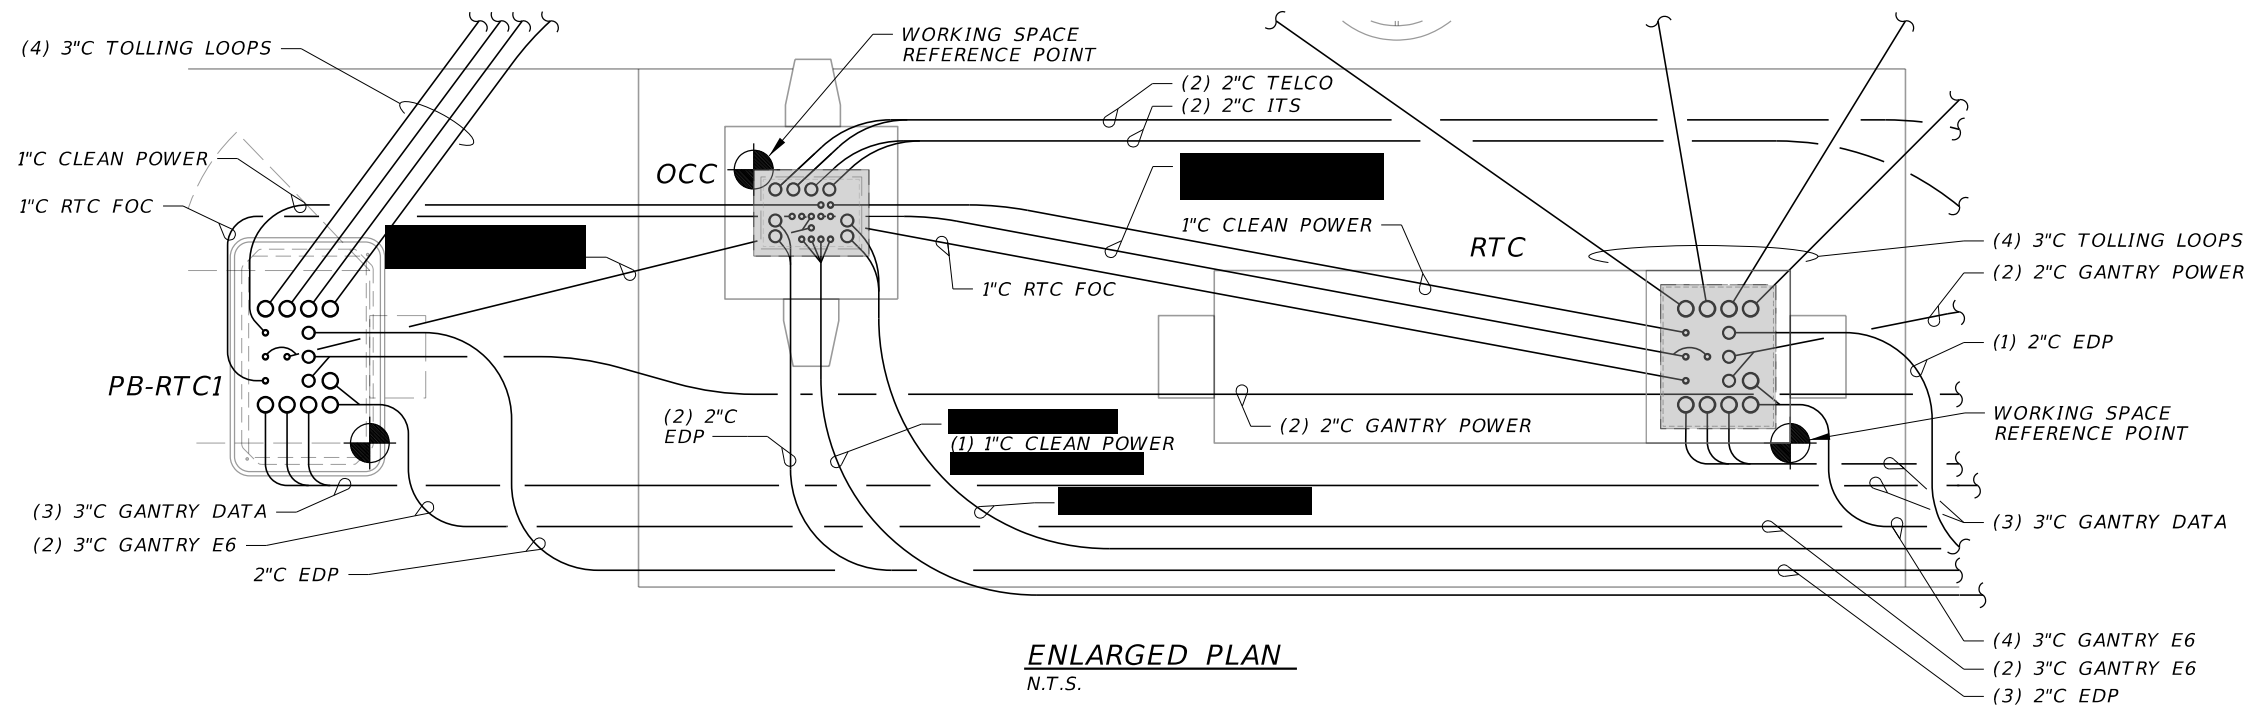 (4) 3"C TOLLING LOOPS
WORKING SPACE
REFERENCE POINT
(2) 2"C TELCO
(2) 2"C ITS
1"C CLEAN POWER
OCC
1"C RTC FOC
1"C CLEAN POWER
RTC
(4) 3"C TOLLING LOOPS
(2) 2"C GANTRY POWER
1"C RTC FOC
(1) 2"C EDP
PB-RTC1
(2) 2"C
EDP
(2) 2"C GANTRY POWER
WORKING SPACE
REFERENCE POINT
(1) 1"C CLEAN POWER
(3) 3"C GANTRY DATA
(2) 3"C GANTRY E6
2"C EDP
(3) 3"C GANTRY DATA
(4) 3"C GANTRY E6
(2) 3"C GANTRY E6
(3) 2"C EDP
ENLARGED PLAN
N.T.S.